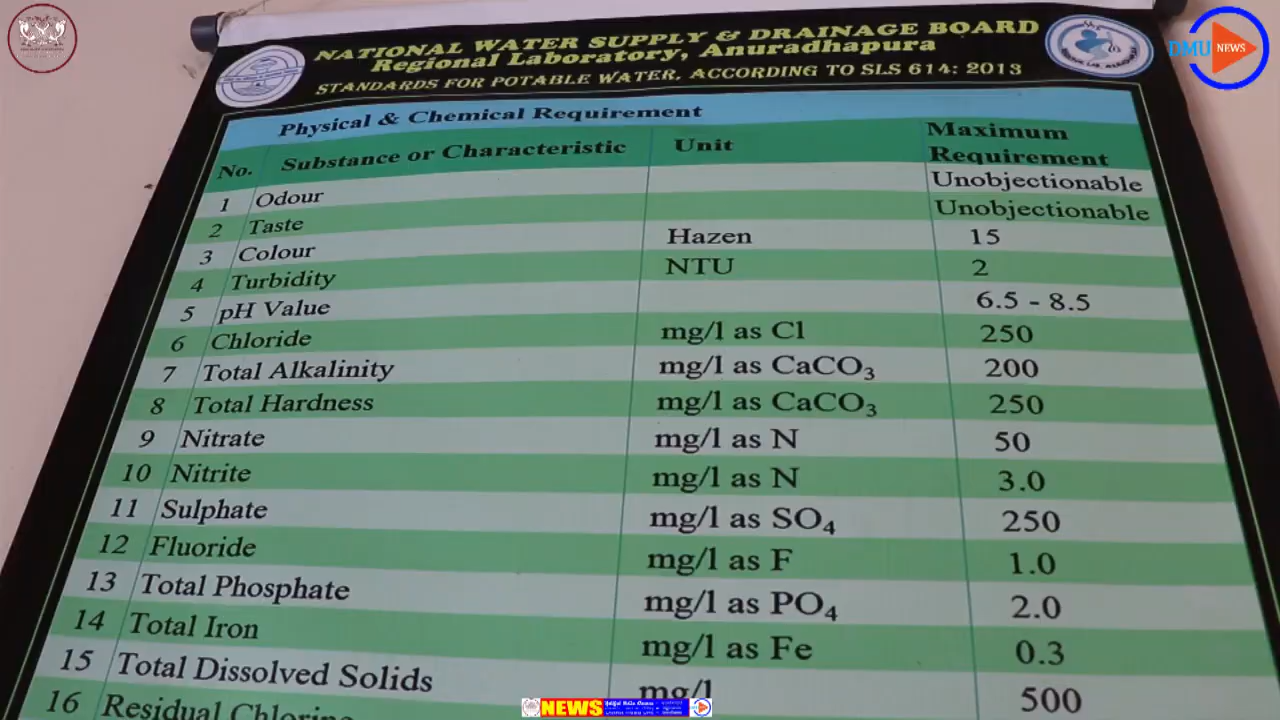 NATIONAL WATER SUPPLY & DRAINAGE BOARD
Regional Laboratory, Anuradhapura
STANDARDS FOR POTABLE WATER, ACCORDING TO SLS 614: 2013
DMU NEWS
Physical & Chemical Requirement
No. Substance or Characteristic Unit Maximum Requirement
1 Odour Unobjectionable
2 Taste Unobjectionable
3 Colour Hazen 15
4 Turbidity NTU 2
5 pH Value 6.5 - 8.5
6 Chloride mg/l as Cl 250
7 Total Alkalinity mg/l as CaCO₃ 200
8 Total Hardness mg/l as CaCO₃ 250
9 Nitrate mg/l as N 50
10 Nitrite mg/l as N 3.0
11 Sulphate mg/l as SO₄ 250
12 Fluoride mg/l as F 1.0
13 Total Phosphate mg/l as PO₄ 2.0
14 Total Iron mg/l as Fe 0.3
15 Total Dissolved Solids mg/l 500
16 Residual
NEWS